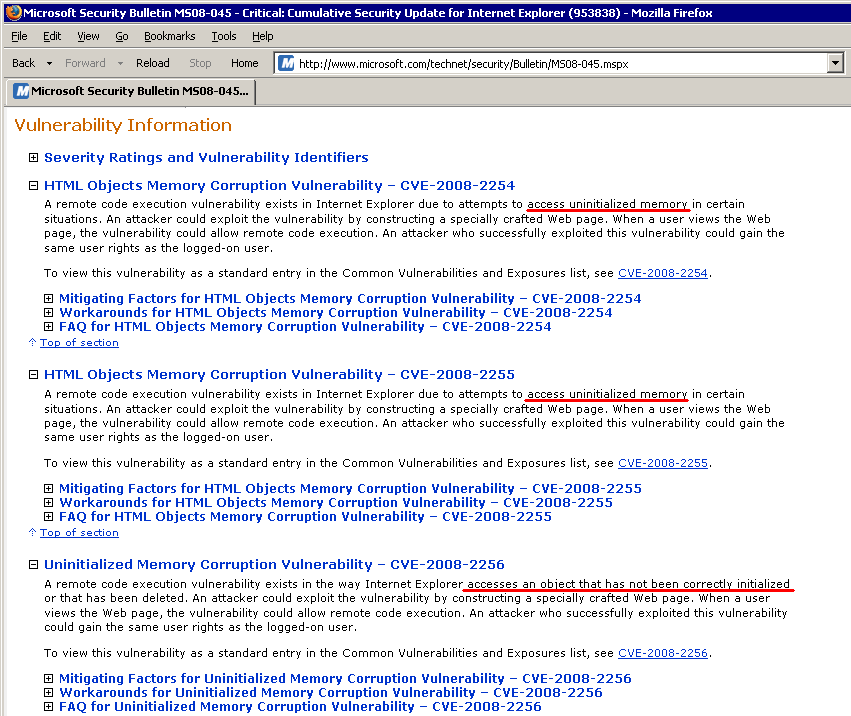 Microsoft Security Bulletin MS08-045 - Critical: Cumulative Security Update for Internet Explorer (953838) - Mozilla Firefox
File Edit View Go Bookmarks Tools Help
Back Forward Reload Stop Home http://www.microsoft.com/technet/security/Bulletin/MS08-045.mspx
Microsoft Security Bulletin MS08-045...
Vulnerability Information
Severity Ratings and Vulnerability Identifiers
HTML Objects Memory Corruption Vulnerability – CVE-2008-2254
A remote code execution vulnerability exists in Internet Explorer due to attempts to access uninitialized memory in certain
situations. An attacker could exploit the vulnerability by constructing a specially crafted Web page. When a user views the Web
page, the vulnerability could allow remote code execution. An attacker who successfully exploited this vulnerability could gain the
same user rights as the logged-on user.
To view this vulnerability as a standard entry in the Common Vulnerabilities and Exposures list, see CVE-2008-2254.
Mitigating Factors for HTML Objects Memory Corruption Vulnerability – CVE-2008-2254
Workarounds for HTML Objects Memory Corruption Vulnerability – CVE-2008-2254
FAQ for HTML Objects Memory Corruption Vulnerability – CVE-2008-2254
Top of section
HTML Objects Memory Corruption Vulnerability – CVE-2008-2255
A remote code execution vulnerability exists in Internet Explorer due to attempts to access uninitialized memory in certain
situations. An attacker could exploit the vulnerability by constructing a specially crafted Web page. When a user views the Web
page, the vulnerability could allow remote code execution. An attacker who successfully exploited this vulnerability could gain the
same user rights as the logged-on user.
To view this vulnerability as a standard entry in the Common Vulnerabilities and Exposures list, see CVE-2008-2255.
Mitigating Factors for HTML Objects Memory Corruption Vulnerability – CVE-2008-2255
Workarounds for HTML Objects Memory Corruption Vulnerability – CVE-2008-2255
FAQ for HTML Objects Memory Corruption Vulnerability – CVE-2008-2255
Top of section
Uninitialized Memory Corruption Vulnerability – CVE-2008-2256
A remote code execution vulnerability exists in the way Internet Explorer accesses an object that has not been correctly initialized
or that has been deleted. An attacker could exploit the vulnerability by constructing a specially crafted Web page. When a user
views the Web page, the vulnerability could allow remote code execution. An attacker who successfully exploited this vulnerability
could gain the same user rights as the logged-on user.
To view this vulnerability as a standard entry in the Common Vulnerabilities and Exposures list, see CVE-2008-2256.
Mitigating Factors for Uninitialized Memory Corruption Vulnerability – CVE-2008-2256
Workarounds for Uninitialized Memory Corruption Vulnerability – CVE-2008-2256
FAQ for Uninitialized Memory Corruption Vulnerability – CVE-2008-2256